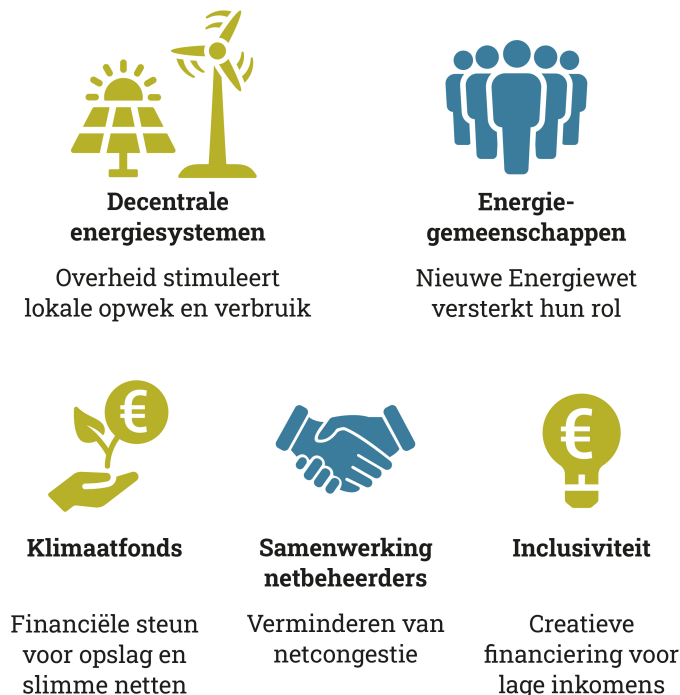 Decentrale
energiesystemen
Overheid stimuleert
lokale opwek en verbruik
Energie-
gemeenschappen
Nieuwe Energiewet
versterkt hun rol
€
Klimaatfonds
Financiële steun
voor opslag en
slimme netten
Samenwerking
netbeheerders
Verminderen van
netcongestie
€
Inclusiviteit
Creatieve
financiering voor
lage inkomens